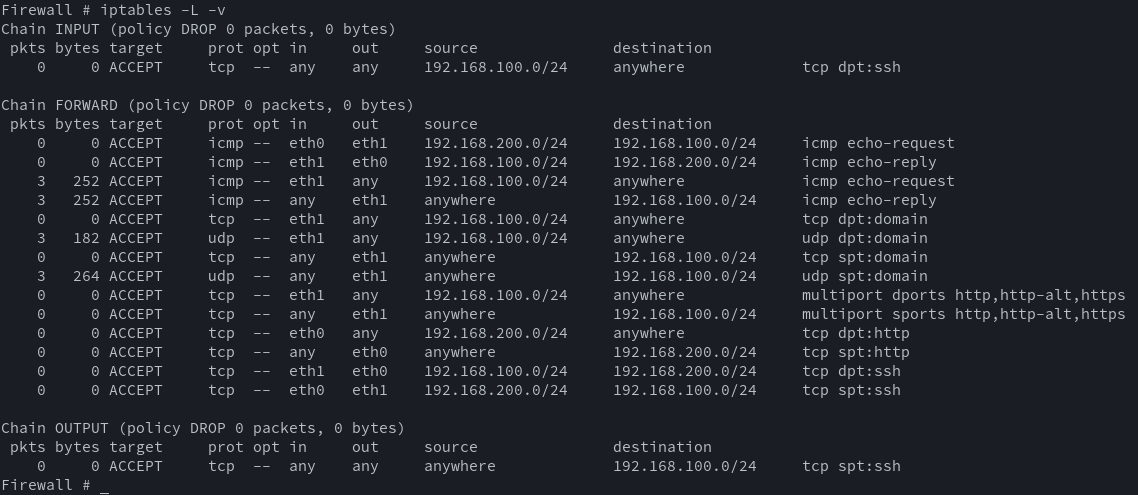 Firewall # iptables -L -v
Chain INPUT (policy DROP 0 packets, 0 bytes)
 pkts bytes target     prot opt in     out     source               destination
    0     0 ACCEPT     tcp  --  any    any     192.168.100.0/24     anywhere             tcp dpt:ssh

Chain FORWARD (policy DROP 0 packets, 0 bytes)
 pkts bytes target     prot opt in     out     source               destination
    0     0 ACCEPT     icmp --  eth0   eth1    192.168.200.0/24     192.168.100.0/24     icmp echo-request
    0     0 ACCEPT     icmp --  eth1   eth0    192.168.100.0/24     192.168.200.0/24     icmp echo-reply
    3   252 ACCEPT     icmp --  eth1   any     192.168.100.0/24     anywhere             icmp echo-request
    3   252 ACCEPT     icmp --  any    eth1    anywhere             192.168.100.0/24     icmp echo-reply
    0     0 ACCEPT     tcp  --  eth1   any     192.168.100.0/24     anywhere             tcp dpt:domain
    3   182 ACCEPT     udp  --  eth1   any     192.168.100.0/24     anywhere             udp dpt:domain
    0     0 ACCEPT     tcp  --  any    eth1    anywhere             192.168.100.0/24     tcp spt:domain
    3   264 ACCEPT     udp  --  any    eth1    anywhere             192.168.100.0/24     udp spt:domain
    0     0 ACCEPT     tcp  --  eth1   any     192.168.100.0/24     anywhere             multiport dports http,http-alt,https
    0     0 ACCEPT     tcp  --  any    eth1    anywhere             192.168.100.0/24     multiport sports http,http-alt,https
    0     0 ACCEPT     tcp  --  eth0   any     192.168.200.0/24     anywhere             tcp dpt:http
    0     0 ACCEPT     tcp  --  any    eth0    anywhere             192.168.200.0/24     tcp spt:http
    0     0 ACCEPT     tcp  --  eth1   eth0    192.168.100.0/24     192.168.200.0/24     tcp dpt:ssh
    0     0 ACCEPT     tcp  --  eth0   eth1    192.168.200.0/24     192.168.100.0/24     tcp spt:ssh

Chain OUTPUT (policy DROP 0 packets, 0 bytes)
 pkts bytes target     prot opt in     out     source               destination
    0     0 ACCEPT     tcp  --  any    any     anywhere             192.168.100.0/24     tcp spt:ssh
Firewall # _